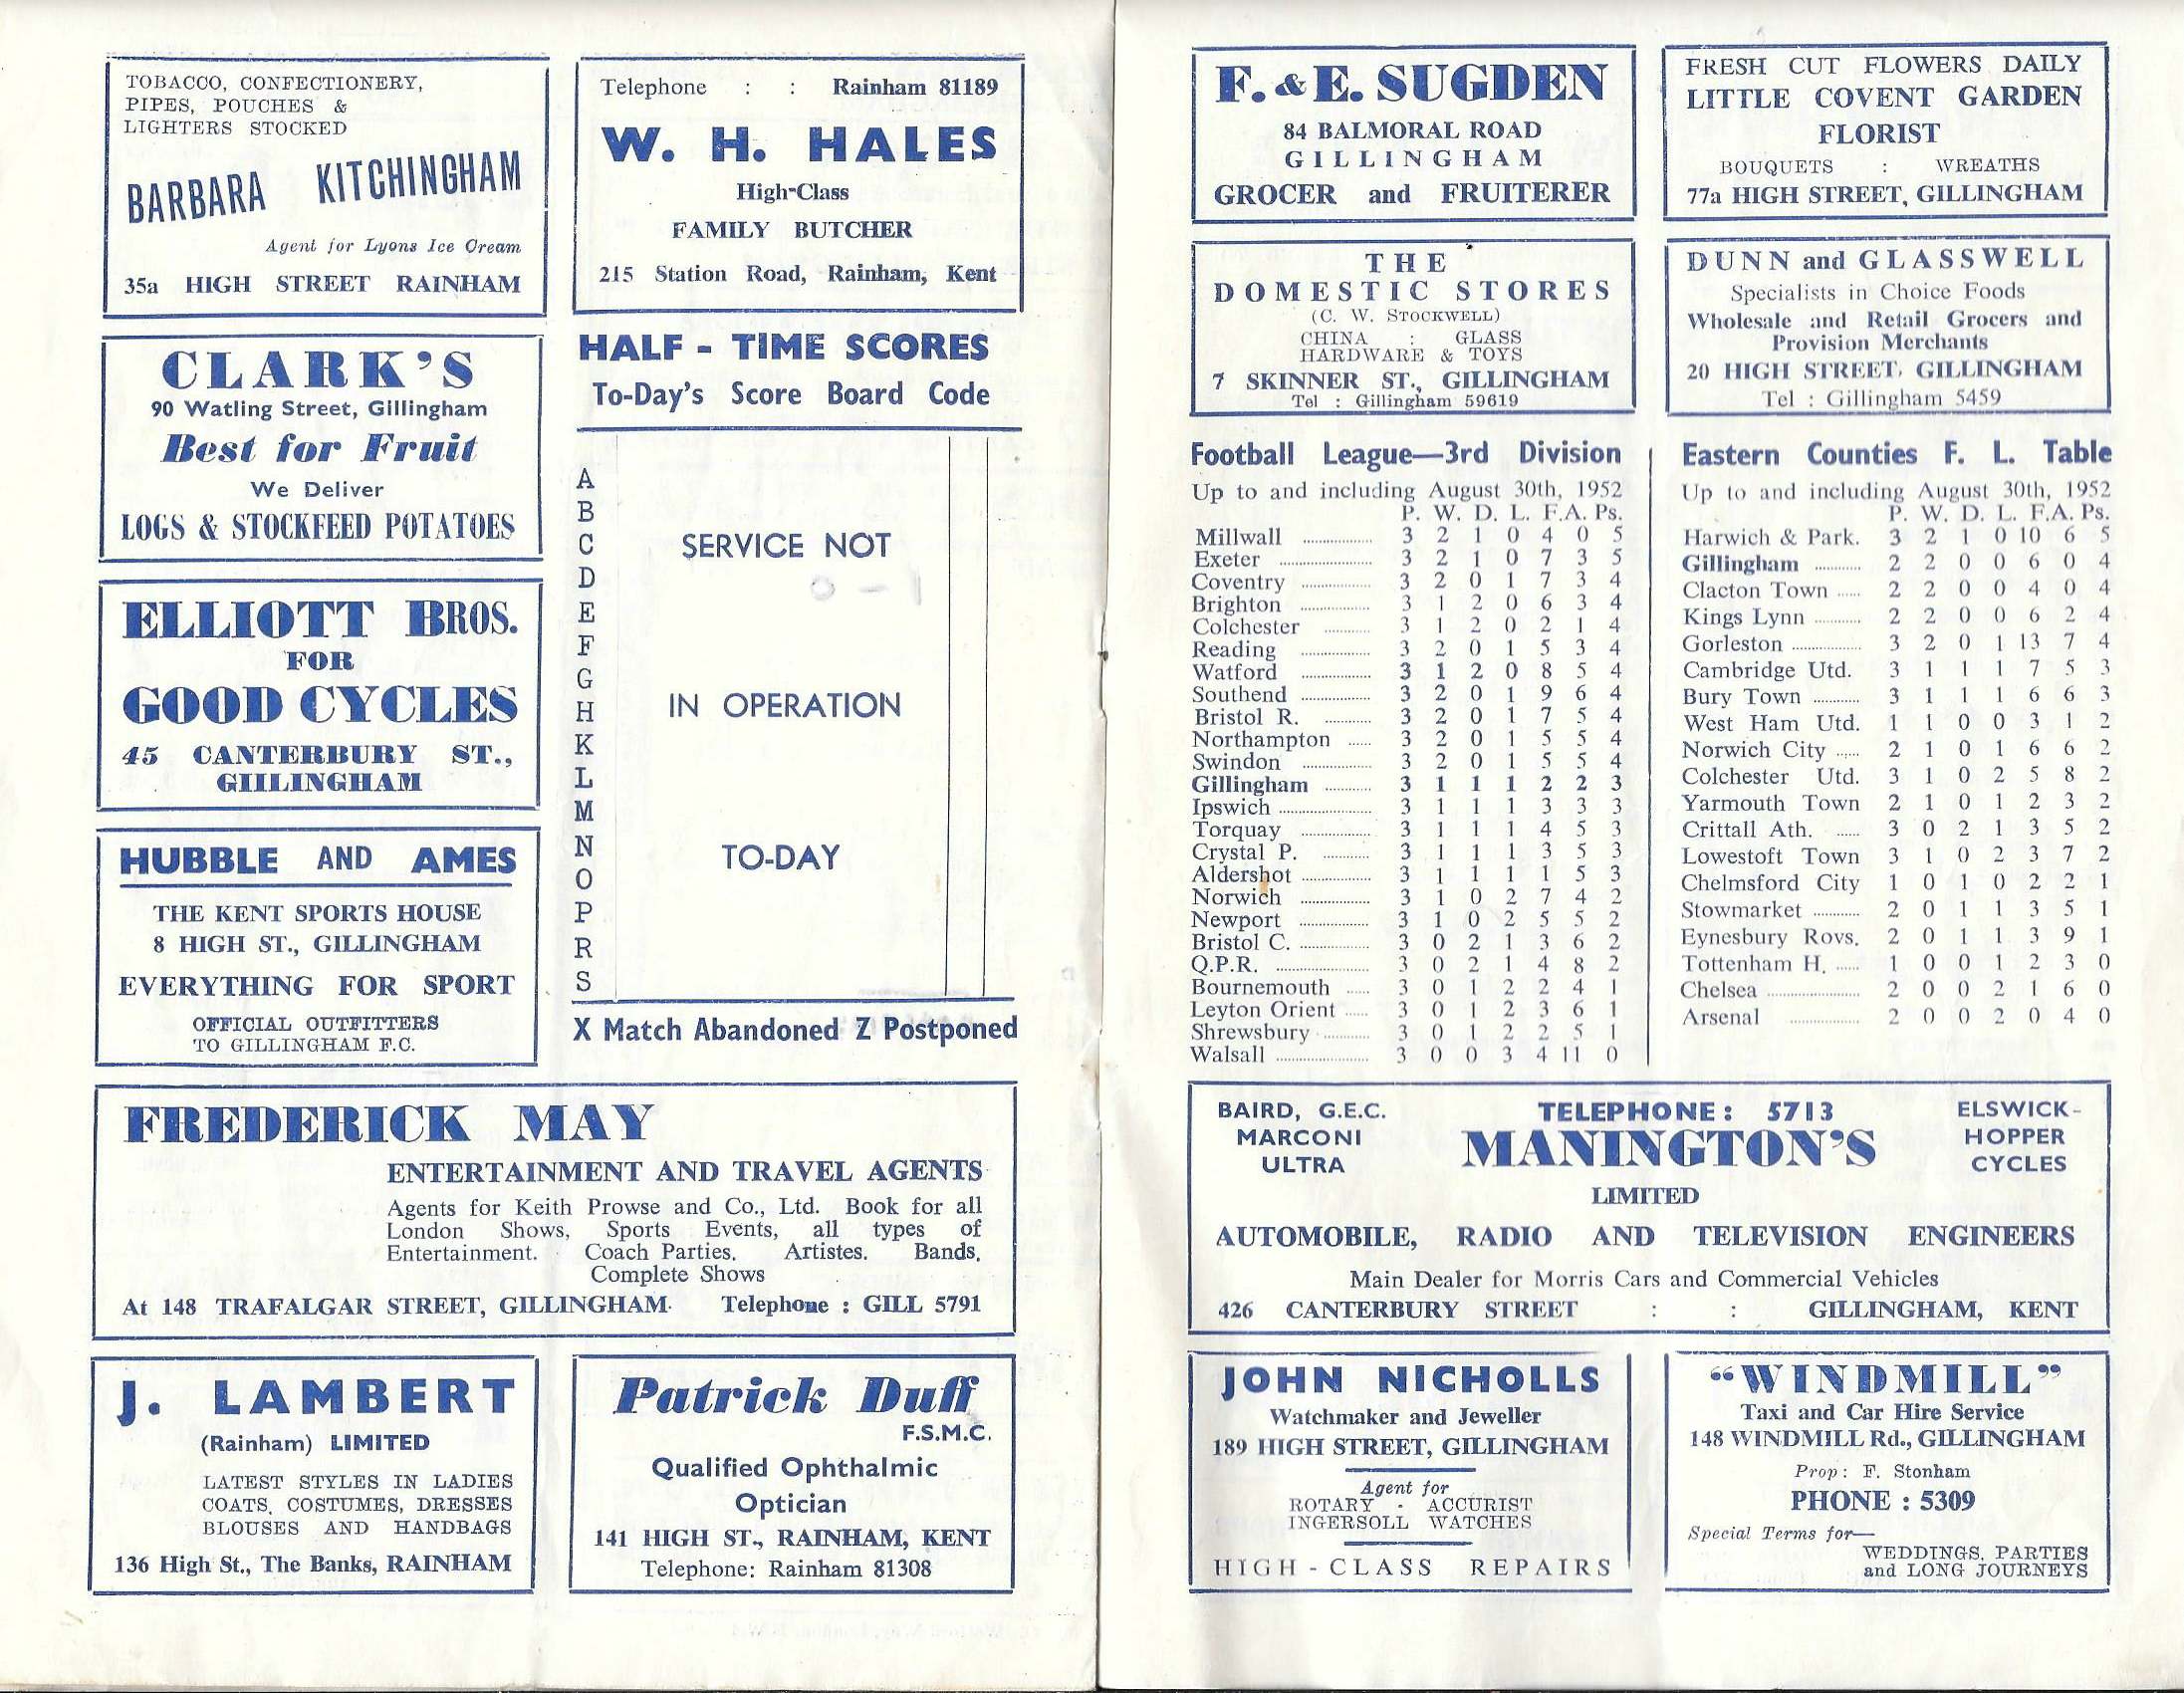 TOBACCO, CONFECTIONERY,
PIPES, POUCHES &
LIGHTERS STOCKED
BARBARA KITCHINGHAM
Agent for Lyons Ice Cream
35a HIGH STREET RAINHAM
Telephone : : Rainham 81189
W. H. HALES
High-Class
FAMILY BUTCHER
215 Station Road, Rainham, Kent
CLARK'S
90 Watling Street, Gillingham
Best for Fruit
We Deliver
LOGS & STOCKFEED POTATOES
ELLIOTT BROS.
FOR
GOOD CYCLES
45 CANTERBURY ST.,
GILLINGHAM
HUBBLE AND AMES
THE KENT SPORTS HOUSE
8 HIGH ST., GILLINGHAM
EVERYTHING FOR SPORT
OFFICIAL OUTFITTERS
TO GILLINGHAM F.C.
HALF - TIME SCORES
To-Day's Score Board Code
A
B
C
SERVICE NOT
D
E
F
G
H
IN OPERATION
K
L
M
N
TO-DAY
O
P
R
S
X Match Abandoned Z Postponed
FREDERICK MAY
ENTERTAINMENT AND TRAVEL AGENTS
Agents for Keith Prowse and Co., Ltd. Book for all
London Shows, Sports Events, all types of
Entertainment. Coach Parties. Artistes. Bands.
Complete Shows
At 148 TRAFALGAR STREET, GILLINGHAM. Telephone : GILL 5791
J. LAMBERT
(Rainham) LIMITED
LATEST STYLES IN LADIES
COATS, COSTUMES, DRESSES
BLOUSES AND HANDBAGS
136 High St., The Banks, RAINHAM
Patrick Duff
F.S.M.C.
Qualified Ophthalmic
Optician
141 HIGH ST., RAINHAM, KENT
Telephone: Rainham 81308
F. & E. SUGDEN
84 BALMORAL ROAD
GILLINGHAM
GROCER and FRUITERER
FRESH CUT FLOWERS DAILY
LITTLE COVENT GARDEN
FLORIST
BOUQUETS : WREATHS
77a HIGH STREET, GILLINGHAM
THE
DOMESTIC STORES
(C. W. STOCKWELL)
CHINA : GLASS
HARDWARE & TOYS
7 SKINNER ST., GILLINGHAM
Tel : Gillingham 59619
DUNN and GLASSWELL
Specialists in Choice Foods
Wholesale and Retail Grocers and
Provision Merchants
20 HIGH STREET, GILLINGHAM
Tel : Gillingham 5459
Football League—3rd Division
Up to and including August 30th, 1952
P. W. D. L. F. A. Ps.
Millwall 3 2 1 0 4 0 5
Exeter 3 2 1 0 7 3 5
Coventry 3 2 0 1 7 3 4
Brighton 3 1 2 0 6 3 4
Colchester 3 1 2 0 2 1 4
Reading 3 2 0 1 5 3 4
Watford 3 1 2 0 8 5 4
Southend 3 2 0 1 9 6 4
Bristol R. 3 2 0 1 7 5 4
Northampton 3 2 0 1 5 5 4
Swindon 3 2 0 1 5 5 4
Gillingham 3 1 1 1 2 2 3
Ipswich 3 1 1 1 3 3 3
Torquay 3 1 1 1 4 5 3
Crystal P. 3 1 1 1 3 5 3
Aldershot 3 1 1 1 1 5 3
Norwich 3 1 0 2 7 4 2
Newport 3 1 0 2 5 5 2
Bristol C. 3 0 2 1 3 6 2
Q.P.R. 3 0 2 1 4 8 2
Bournemouth 3 0 1 2 2 4 1
Leyton Orient 3 0 1 2 3 6 1
Shrewsbury 3 0 1 2 2 5 1
Walsall 3 0 0 3 4 11 0
Eastern Counties F. L. Table
Up to and including August 30th, 1952
P. W. D. L. F. A. Ps.
Harwich & Park. 3 2 1 0 10 6 5
Gillingham 2 2 0 0 6 0 4
Clacton Town 2 2 0 0 4 0 4
Kings Lynn 2 2 0 0 6 2 4
Gorleston 3 2 0 1 13 7 4
Cambridge Utd. 3 1 1 1 7 5 3
Bury Town 3 1 1 1 6 6 3
West Ham Utd. 1 1 0 0 3 1 2
Norwich City 2 1 0 1 6 6 2
Colchester Utd. 3 1 0 2 5 8 2
Yarmouth Town 2 1 0 1 2 3 2
Crittall Ath. 3 0 2 1 3 5 2
Lowestoft Town 3 1 0 2 3 7 2
Chelmsford City 1 0 1 0 2 2 1
Stowmarket 2 0 1 1 3 5 1
Eynesbury Rovs. 2 0 1 1 3 9 1
Tottenham H. 1 0 0 1 2 3 0
Chelsea 2 0 0 2 1 6 0
Arsenal 2 0 0 2 0 4 0
BAIRD, G.E.C.
MARCONI
ULTRA
TELEPHONE : 5713
MANINGTON'S
LIMITED
ELSWICK-
HOPPER
CYCLES
AUTOMOBILE, RADIO AND TELEVISION ENGINEERS
Main Dealer for Morris Cars and Commercial Vehicles
426 CANTERBURY STREET : : GILLINGHAM, KENT
JOHN NICHOLLS
Watchmaker and Jeweller
189 HIGH STREET, GILLINGHAM
Agent for
ROTARY - ACCURIST
INGERSOLL WATCHES
HIGH - CLASS REPAIRS
"WINDMILL"
Taxi and Car Hire Service
148 WINDMILL Rd., GILLINGHAM
Prop : F. Stonham
PHONE : 5309
Special Terms for—
WEDDINGS, PARTIES
and LONG JOURNEYS